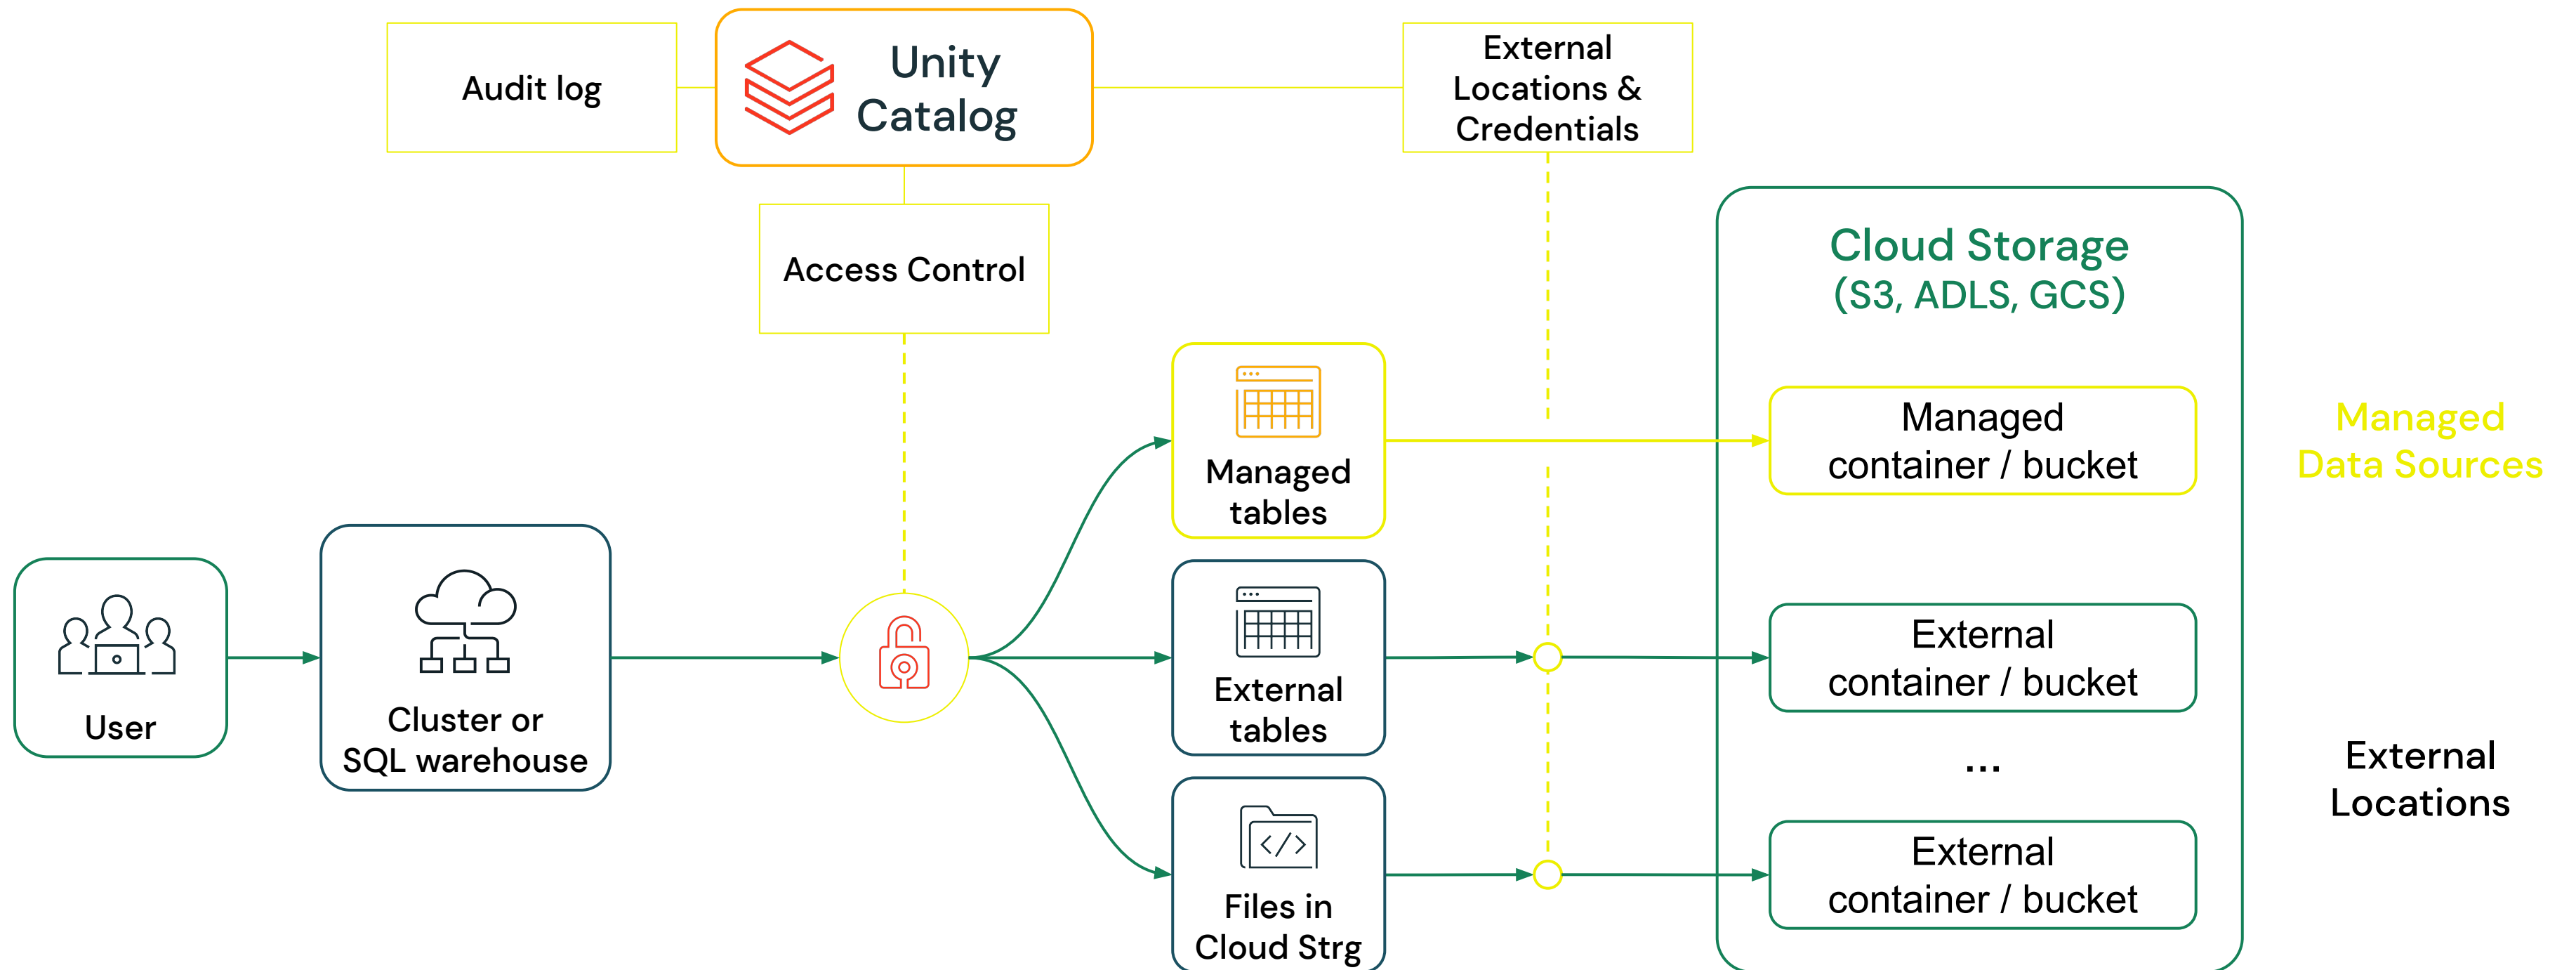 Audit log
Unity
Catalog
External
Locations &
Credentials
Access Control
Cloud Storage
(S3, ADLS, GCS)
Managed
tables
Managed
container / bucket
Managed
Data Sources
User
Cluster or
SQL warehouse
External
tables
External
container / bucket
...
External
Locations
Files in
Cloud Strg
External
container / bucket